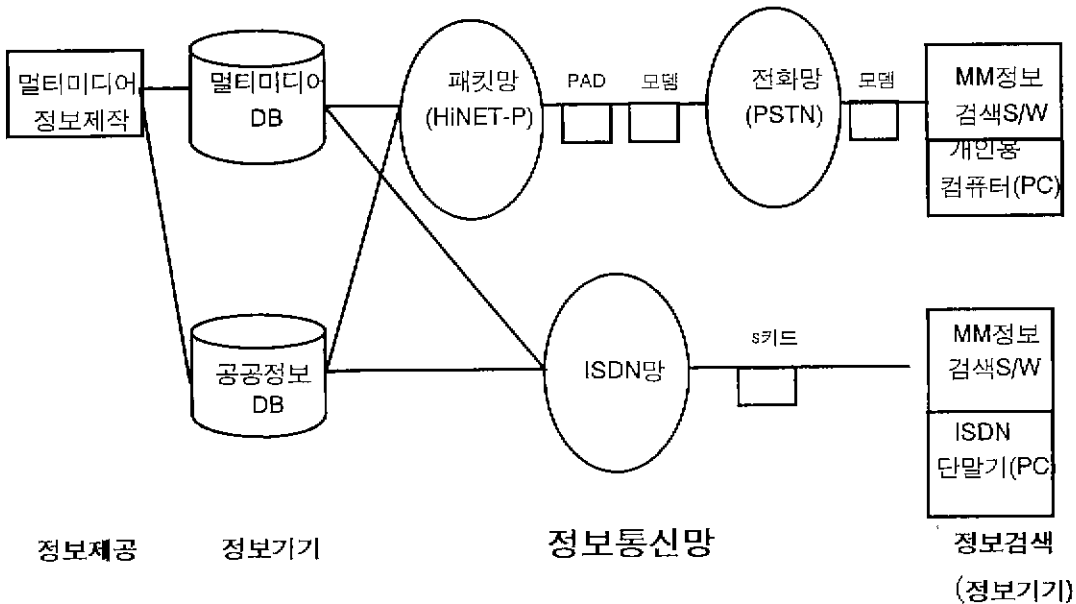 멀티미디어
정보제작
멀티미디어
DB
패킷망
(HiNET-P)
PAD
모뎀
전화망
(PSTN)
모뎀
MM정보
검색S/W
개인용
컴퓨터(PC)
공공정보
DB
ISDN망
s키드
MM정보
검색S/W
ISDN
단말기(PC)
정보제공
정보가기
정보통신망
정보검색
(정보기기)